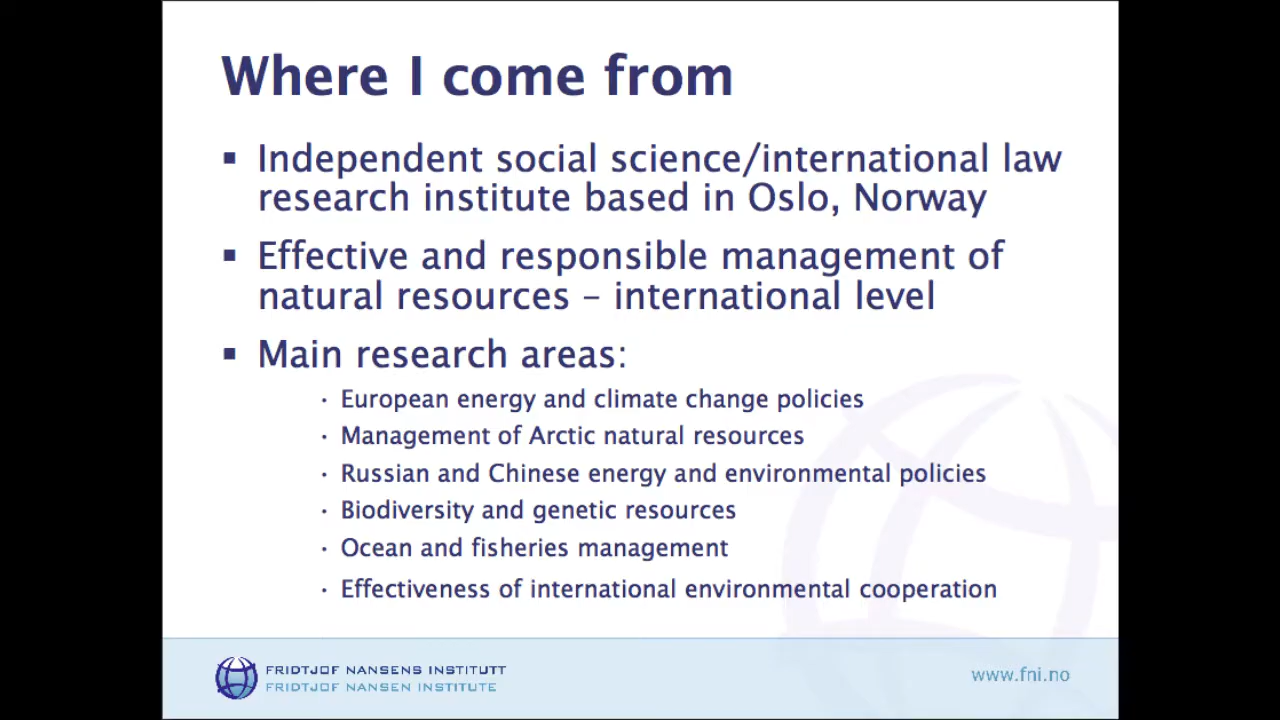 Where I come from
▪ Independent social science/international law
research institute based in Oslo, Norway
▪ Effective and responsible management of
natural resources – international level
▪ Main research areas:
· European energy and climate change policies
· Management of Arctic natural resources
· Russian and Chinese energy and environmental policies
· Biodiversity and genetic resources
· Ocean and fisheries management
· Effectiveness of international environmental cooperation
FRIDTJOF NANSENS INSTITUTT
FRIDTJOF NANSEN INSTITUTE
www.fni.no